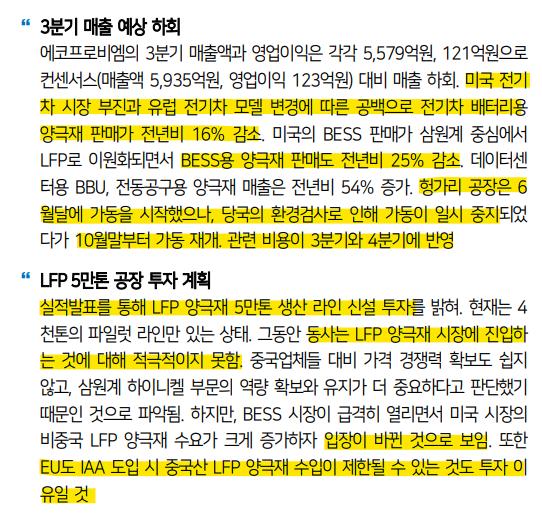 “ 3분기 매출 예상 하회
에코프로비엠의 3분기 매출액과 영업이익은 각각 5,579억원, 121억원으로
컨센서스(매출액 5,935억원, 영업이익 123억원) 대비 매출 하회. 미국 전기
차 시장 부진과 유럽 전기차 모델 변경에 따른 공백으로 전기차 배터리용
양극재 판매가 전년비 16% 감소. 미국의 BESS 판매가 삼원계 중심에서
LFP로 이원화되면서 BESS용 양극재 판매도 전년비 25% 감소. 데이터센
터용 BBU, 전동공구용 양극재 매출은 전년비 54% 증가. 헝가리 공장은 6
월달에 가동을 시작했으나, 당국의 환경검사로 인해 가동이 일시 중지되었
다가 10월말부터 가동 재개. 관련 비용이 3분기와 4분기에 반영
“ LFP 5만톤 공장 투자 계획
실적발표를 통해 LFP 양극재 5만톤 생산 라인 신설 투자를 밝혀. 현재는 4
천톤의 파일럿 라인만 있는 상태. 그동안 동사는 LFP 양극재 시장에 진입하
는 것에 대해 적극적이지 못함. 중국업체들 대비 가격 경쟁력 확보도 쉽지
않고, 삼원계 하이니켈 부문의 역량 확보와 유지가 더 중요하다고 판단했기
때문인 것으로 파악됨. 하지만, BESS 시장이 급격히 열리면서 미국 시장의
비중국 LFP 양극재 수요가 크게 증가하자 입장이 바뀐 것으로 보임. 또한
EU도 IAA 도입 시 중국산 LFP 양극재 수입이 제한될 수 있는 것도 투자 이
유일 것